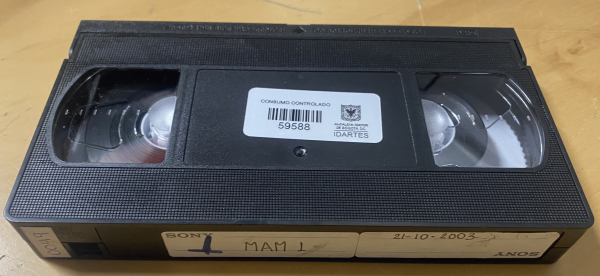 CONSUMO CONTROLADO
59588
ALCALDÍA MAYOR
DE BOGOTÁ D.C.
IDARTES
SONY
MAM 1
21-10-2003
SONY